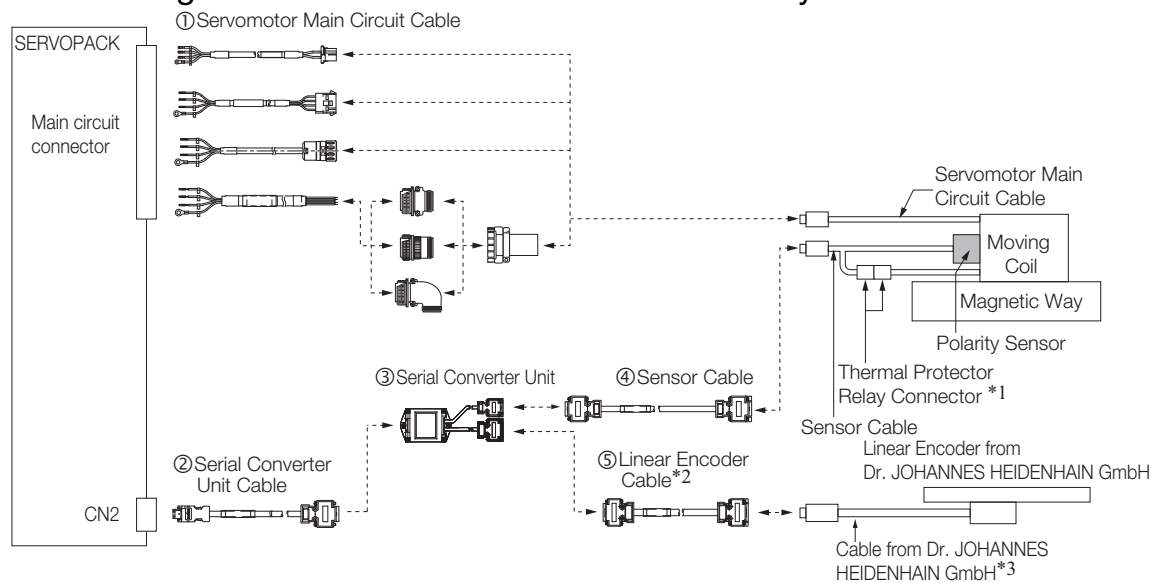 ①Servomotor Main Circuit Cable
SERVOPACK
Main circuit
connector
Servomotor Main
Circuit Cable
Moving
Coil
Magnetic Way
Polarity Sensor
Thermal Protector
Relay Connector *1
Sensor Cable
③Serial Converter Unit
④Sensor Cable
Linear Encoder from
Dr. JOHANNES HEIDENHAIN GmbH
②Serial Converter
Unit Cable
⑤Linear Encoder
Cable*2
CN2
Cable from Dr. JOHANNES
HEIDENHAIN GmbH*3